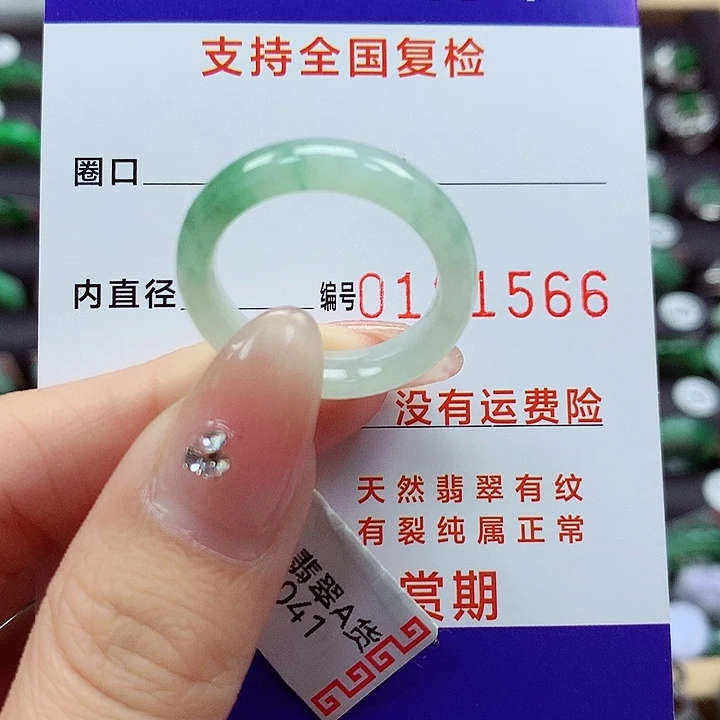 支持全国复检
圈口
内直径
编号01 1566
没有运费险
天然翡翠有纹
有裂纯属正常
赏期
翡翠A货
041